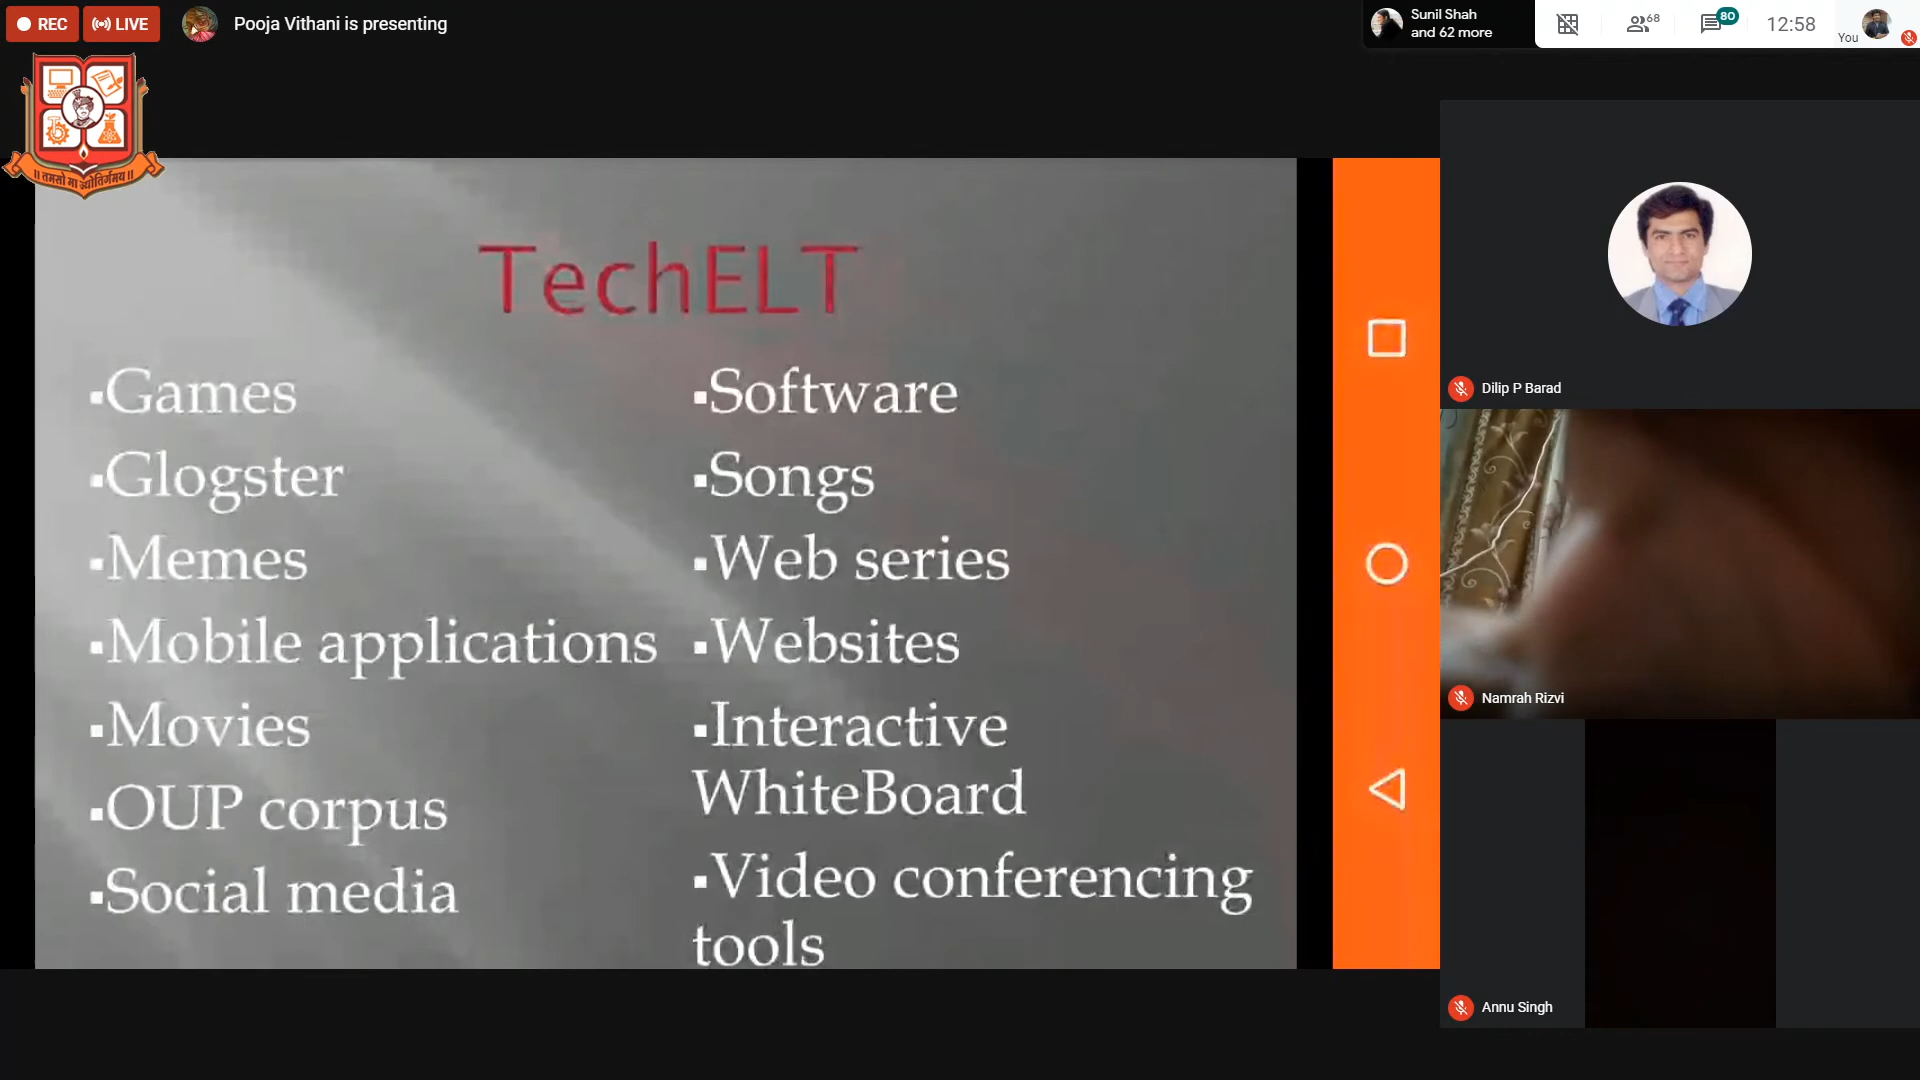 REC
LIVE
Pooja Vithani is presenting
Sunil Shah
and 62 more
68
80
12:58
You
॥ तमसो मा ज्योतिर्गमय ॥
TechELT
▪Games
▪Glogster
▪Memes
▪Mobile applications
▪Movies
▪OUP corpus
▪Social media
▪Software
▪Songs
▪Web series
▪Websites
▪Interactive
WhiteBoard
▪Video conferencing
tools
Dilip P Barad
Namrah Rizvi
Annu Singh